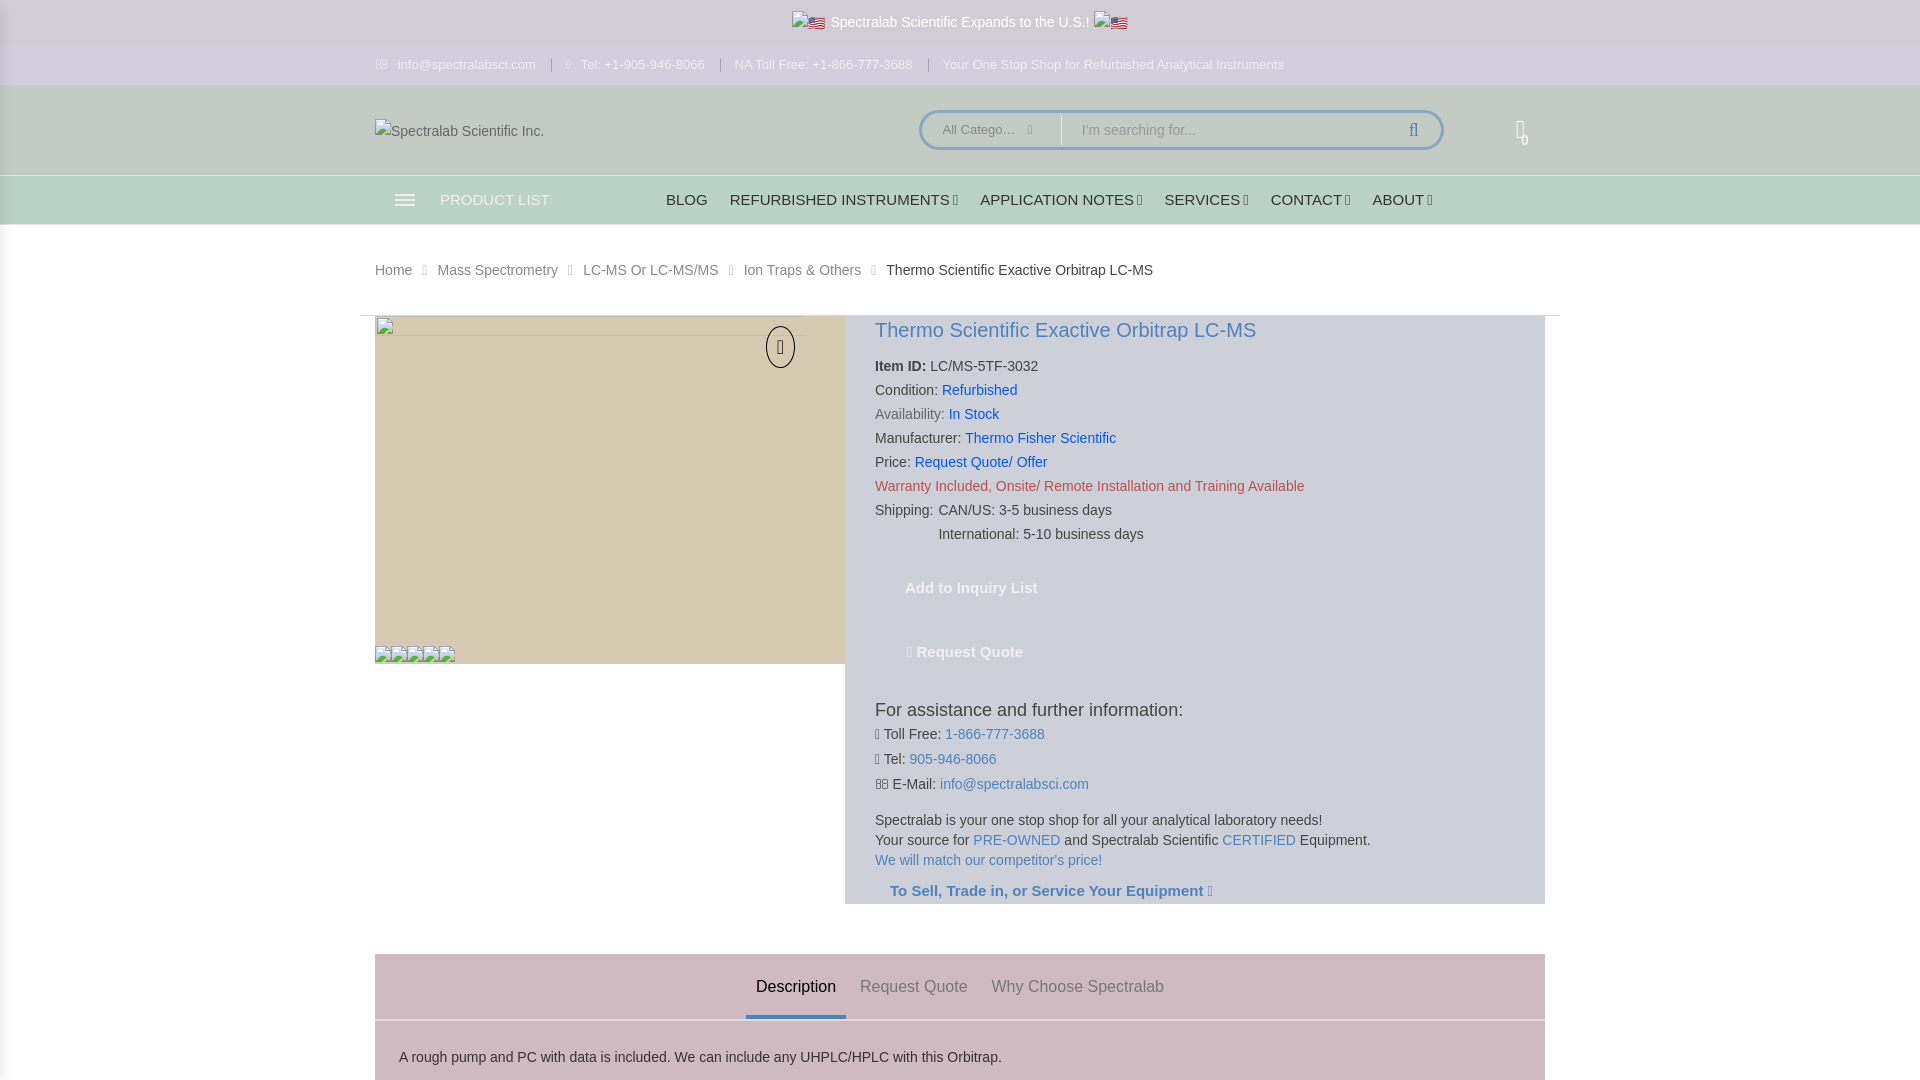 🇺🇸 Spectralab Scientific Expands to the U.S.! 🇺🇸
info@spectralabsci.com
Tel: +1-905-946-8066
NA Toll Free: +1-866-777-3688
Your One Stop Shop for Refurbished Analytical Instruments
Spectralab Scientific Inc.
All Catego...
I'm searching for...
0
PRODUCT LIST
BLOG
REFURBISHED INSTRUMENTS
APPLICATION NOTES
SERVICES
CONTACT
ABOUT
Home
Mass Spectrometry
LC-MS Or LC-MS/MS
Ion Traps & Others
Thermo Scientific Exactive Orbitrap LC-MS
Thermo Scientific Exactive Orbitrap LC-MS
Item ID: LC/MS-5TF-3032
Condition: Refurbished
Availability: In Stock
Manufacturer: Thermo Fisher Scientific
Price: Request Quote/ Offer
Warranty Included, Onsite/ Remote Installation and Training Available
Shipping: CAN/US: 3-5 business days
International: 5-10 business days
Add to Inquiry List
Request Quote
For assistance and further information:
Toll Free: 1-866-777-3688
Tel: 905-946-8066
E-Mail: info@spectralabsci.com
Spectralab is your one stop shop for all your analytical laboratory needs!
Your source for PRE-OWNED and Spectralab Scientific CERTIFIED Equipment.
We will match our competitor's price!
To Sell, Trade in, or Service Your Equipment
Description
Request Quote
Why Choose Spectralab
A rough pump and PC with data is included. We can include any UHPLC/HPLC with this Orbitrap.